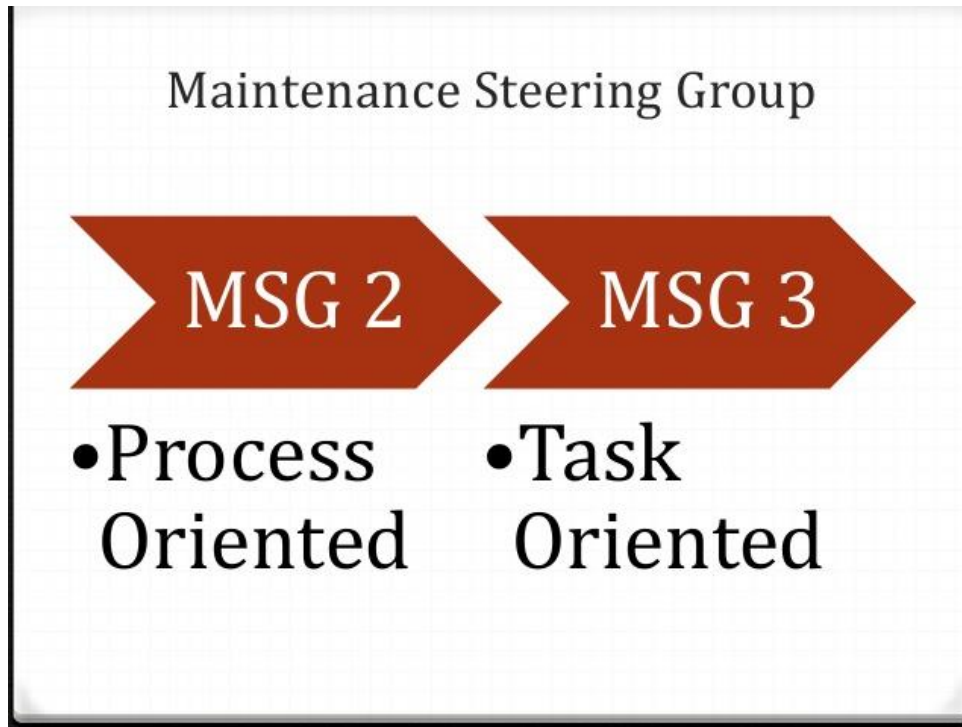 Maintenance Steering Group
MSG 2
MSG 3
•Process
Oriented
•Task
Oriented